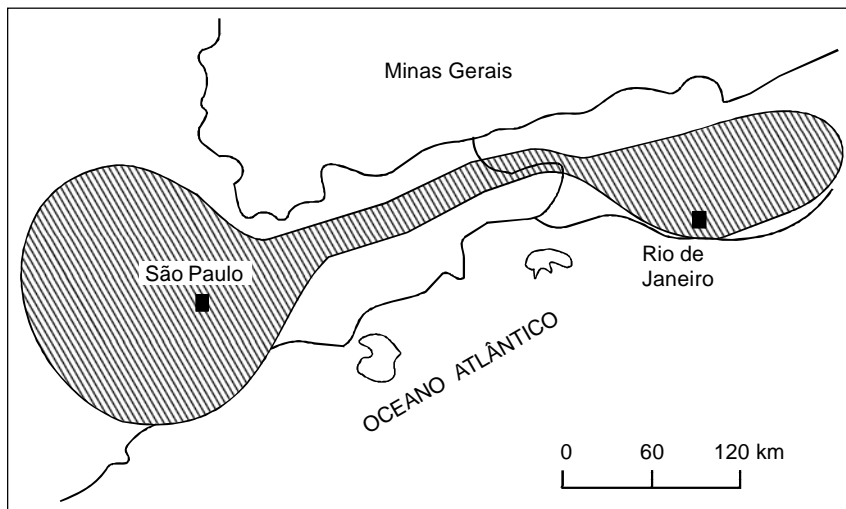 Minas Gerais
São Paulo
Rio de
Janeiro
OCEANO ATLÂNTICO
0 60 120 km